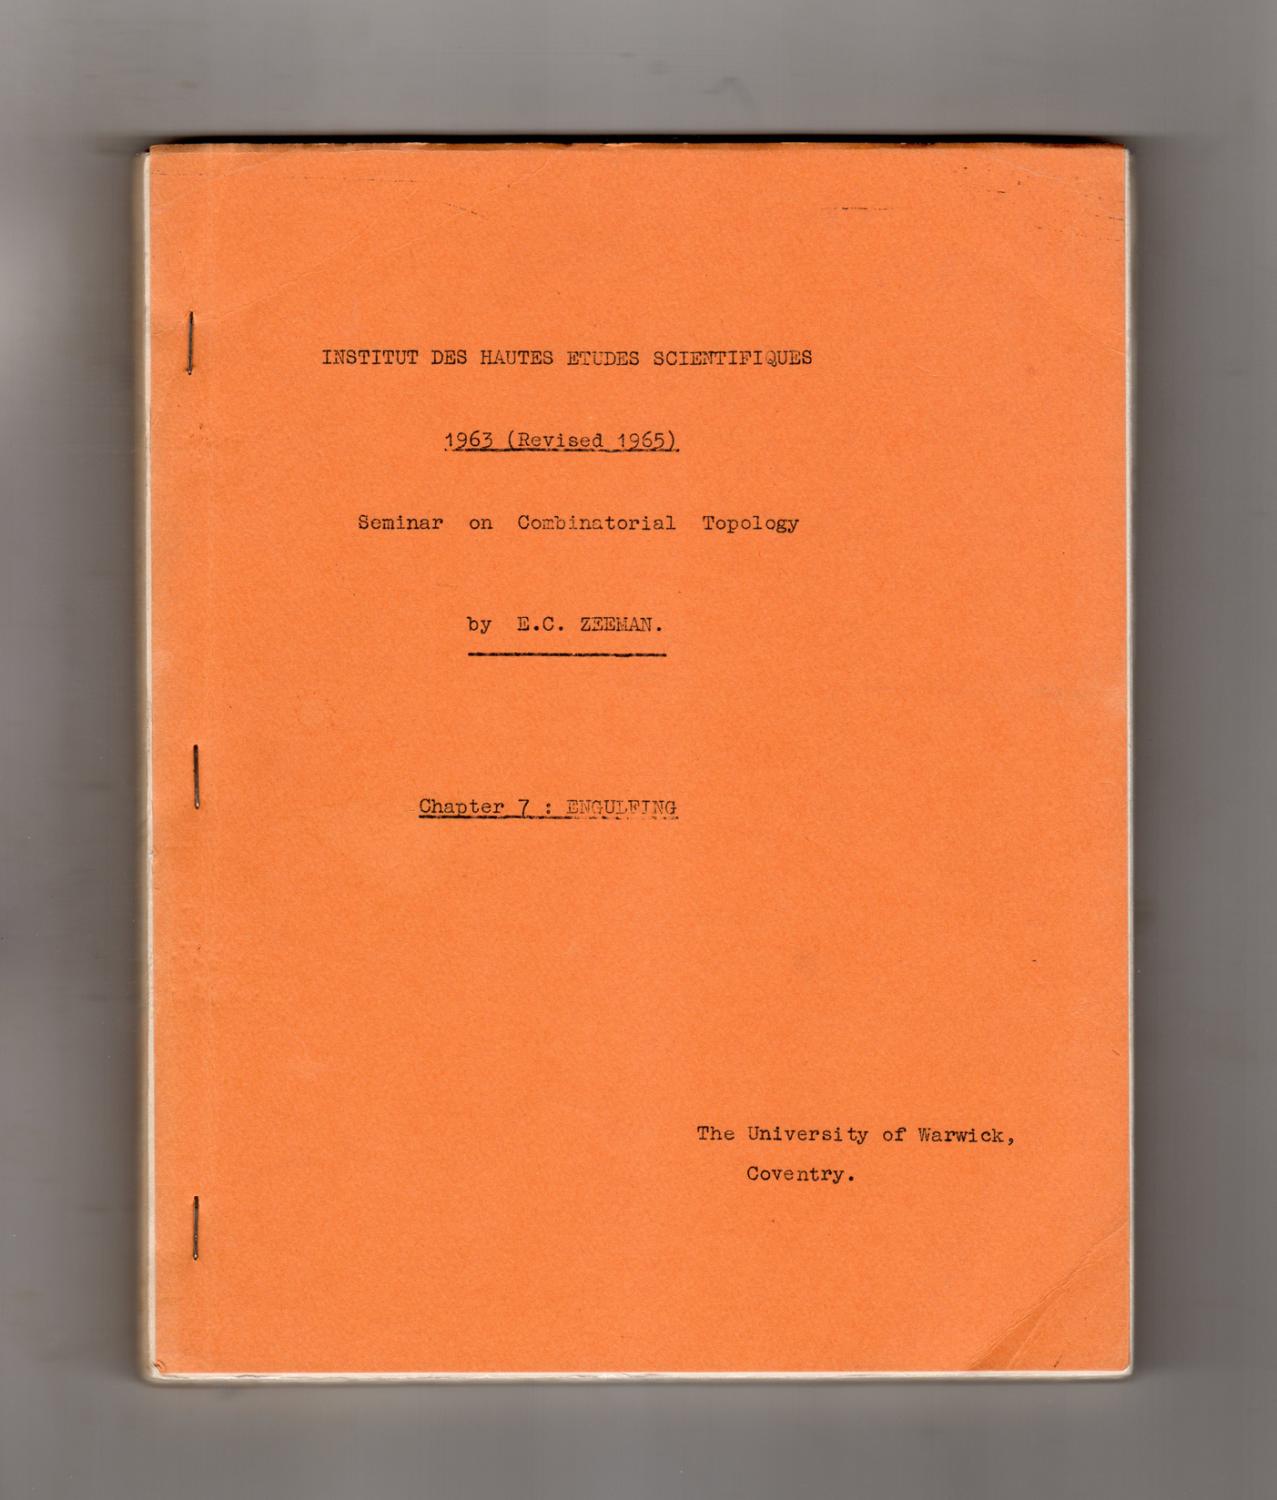 INSTITUT DES HAUTES ETUDES SCIENTIFIQUES
1963 (Revised 1965)
Seminar on Combinatorial Topology
by E.C. ZEEMAN.
Chapter 7 : ENGULFING
The University of Warwick,
Coventry.